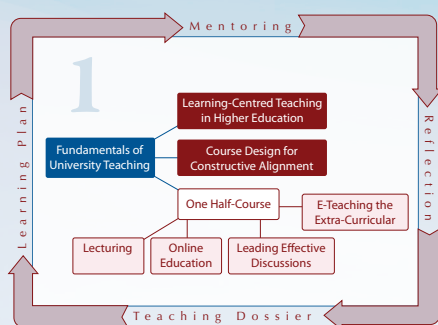 Mentoring
1
Learning-Centred Teaching
in Higher Education
Fundamentals of
University Teaching
Course Design for
Constructive Alignment
One Half-Course
E-Teaching the
Extra-Curricular
Lecturing
Online
Education
Leading Effective
Discussions
Learning Plan
Reflection
Teaching Dossier